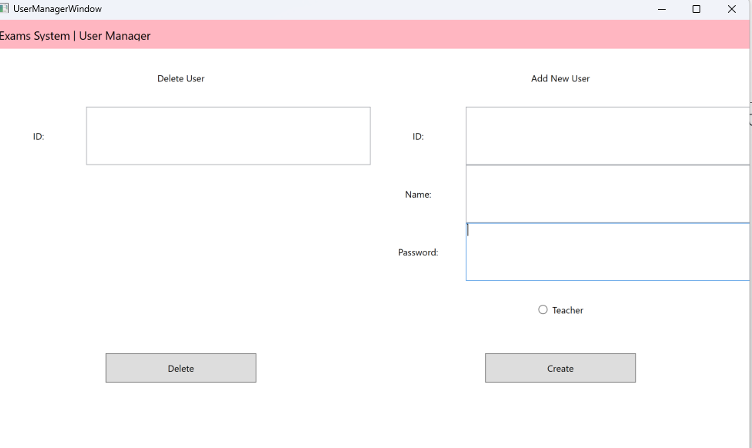 UserManagerWindow
Exams System | User Manager
Delete User
Add New User
ID:
ID:
Name:
Password:
Teacher
Delete
Create